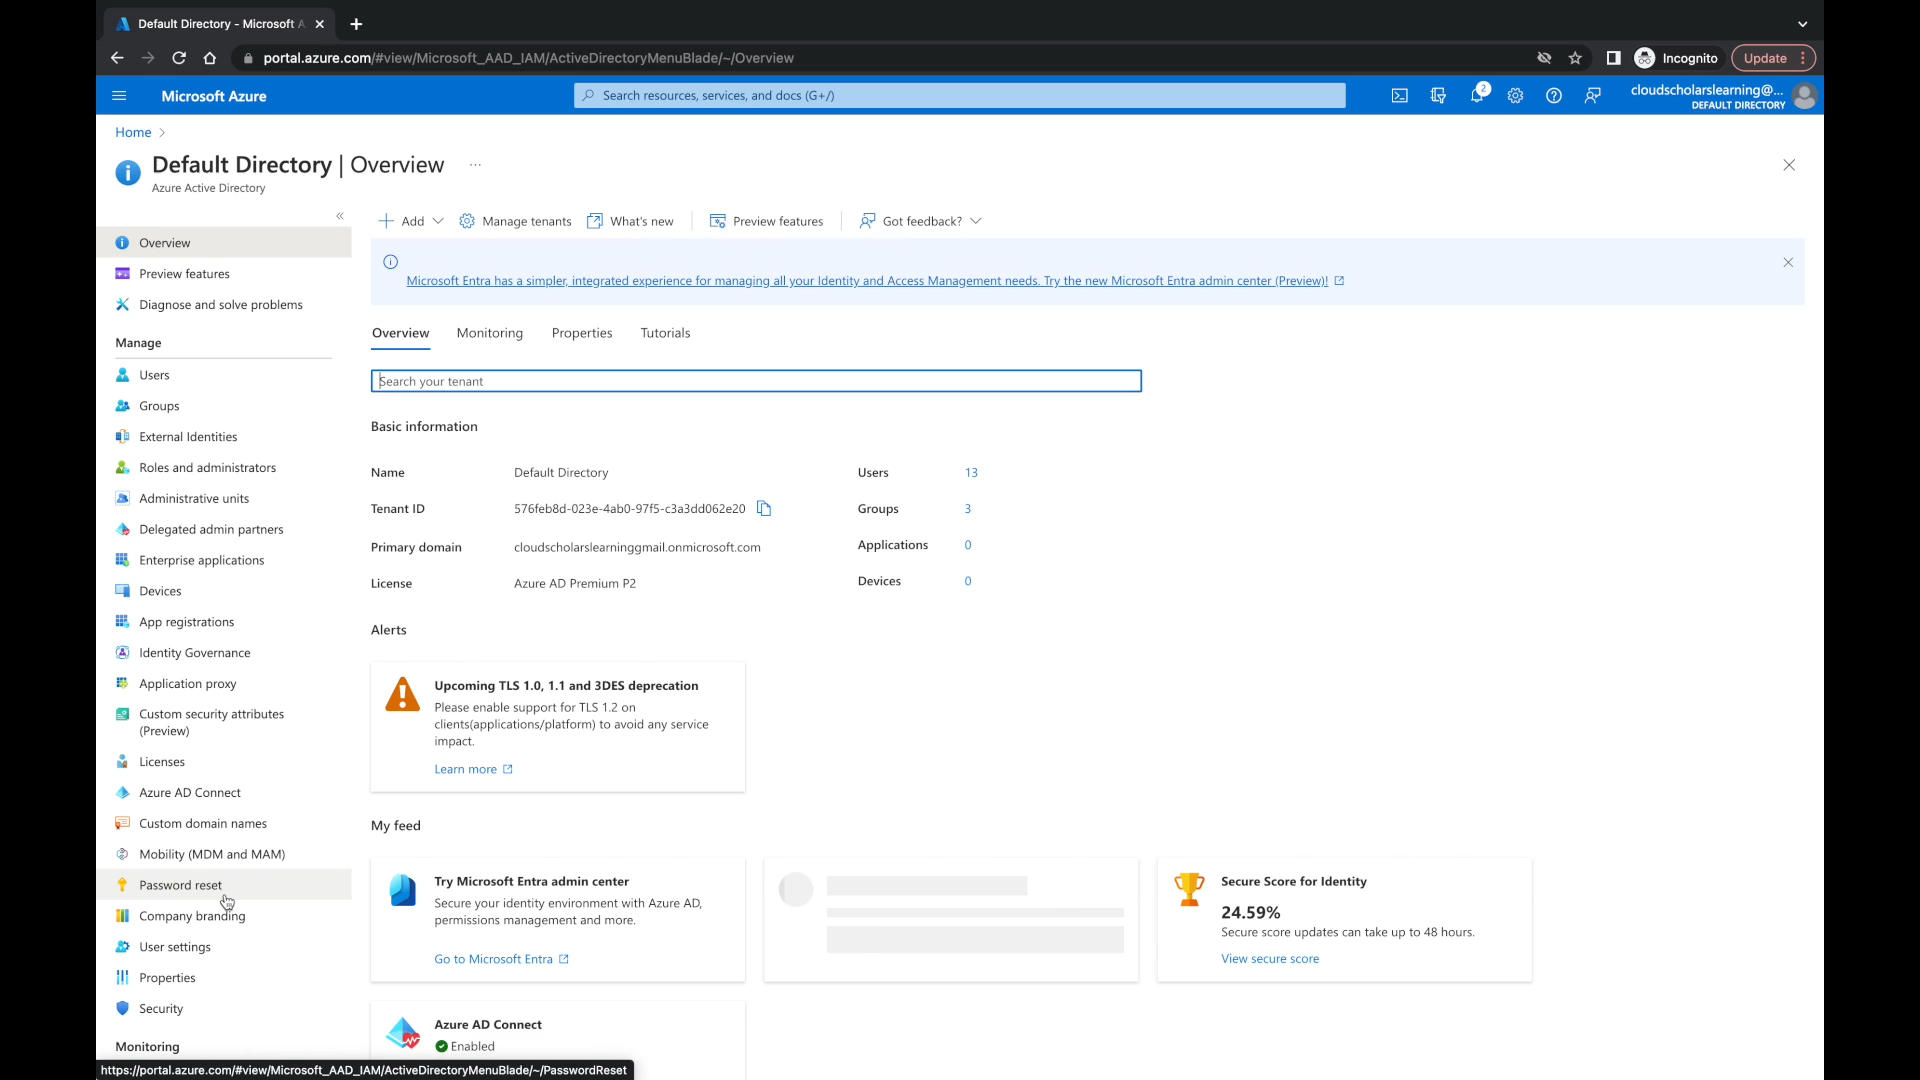 Default Directory - Microsoft A
portal.azure.com/#view/Microsoft_AAD_IAM/ActiveDirectoryMenuBlade/~/Overview
Incognito
Update
Microsoft Azure
Search resources, services, and docs (G+/)
2
cloudscholarslearning@...
DEFAULT DIRECTORY
Home
Default Directory | Overview
...
Azure Active Directory
Overview
Preview features
Diagnose and solve problems
Manage
Users
Groups
External Identities
Roles and administrators
Administrative units
Delegated admin partners
Enterprise applications
Devices
App registrations
Identity Governance
Application proxy
Custom security attributes
(Preview)
Licenses
Azure AD Connect
Custom domain names
Mobility (MDM and MAM)
Password reset
Company branding
User settings
Properties
Security
Monitoring
Add
Manage tenants
What's new
Preview features
Got feedback?
Microsoft Entra has a simpler, integrated experience for managing all your Identity and Access Management needs. Try the new Microsoft Entra admin center (Preview)!
Overview
Monitoring
Properties
Tutorials
Search your tenant
Basic information
Name
Default Directory
Users
13
Tenant ID
576feb8d-023e-4ab0-97f5-c3a3dd062e20
Groups
3
Primary domain
cloudscholarslearninggmail.onmicrosoft.com
Applications
0
License
Azure AD Premium P2
Devices
0
Alerts
Upcoming TLS 1.0, 1.1 and 3DES deprecation
Please enable support for TLS 1.2 on
clients(applications/platform) to avoid any service
impact.
Learn more
My feed
Try Microsoft Entra admin center
Secure your identity environment with Azure AD,
permissions management and more.
Go to Microsoft Entra
Secure Score for Identity
24.59%
Secure score updates can take up to 48 hours.
View secure score
Azure AD Connect
Enabled
https://portal.azure.com/#view/Microsoft_AAD_IAM/ActiveDirectoryMenuBlade/~/PasswordReset